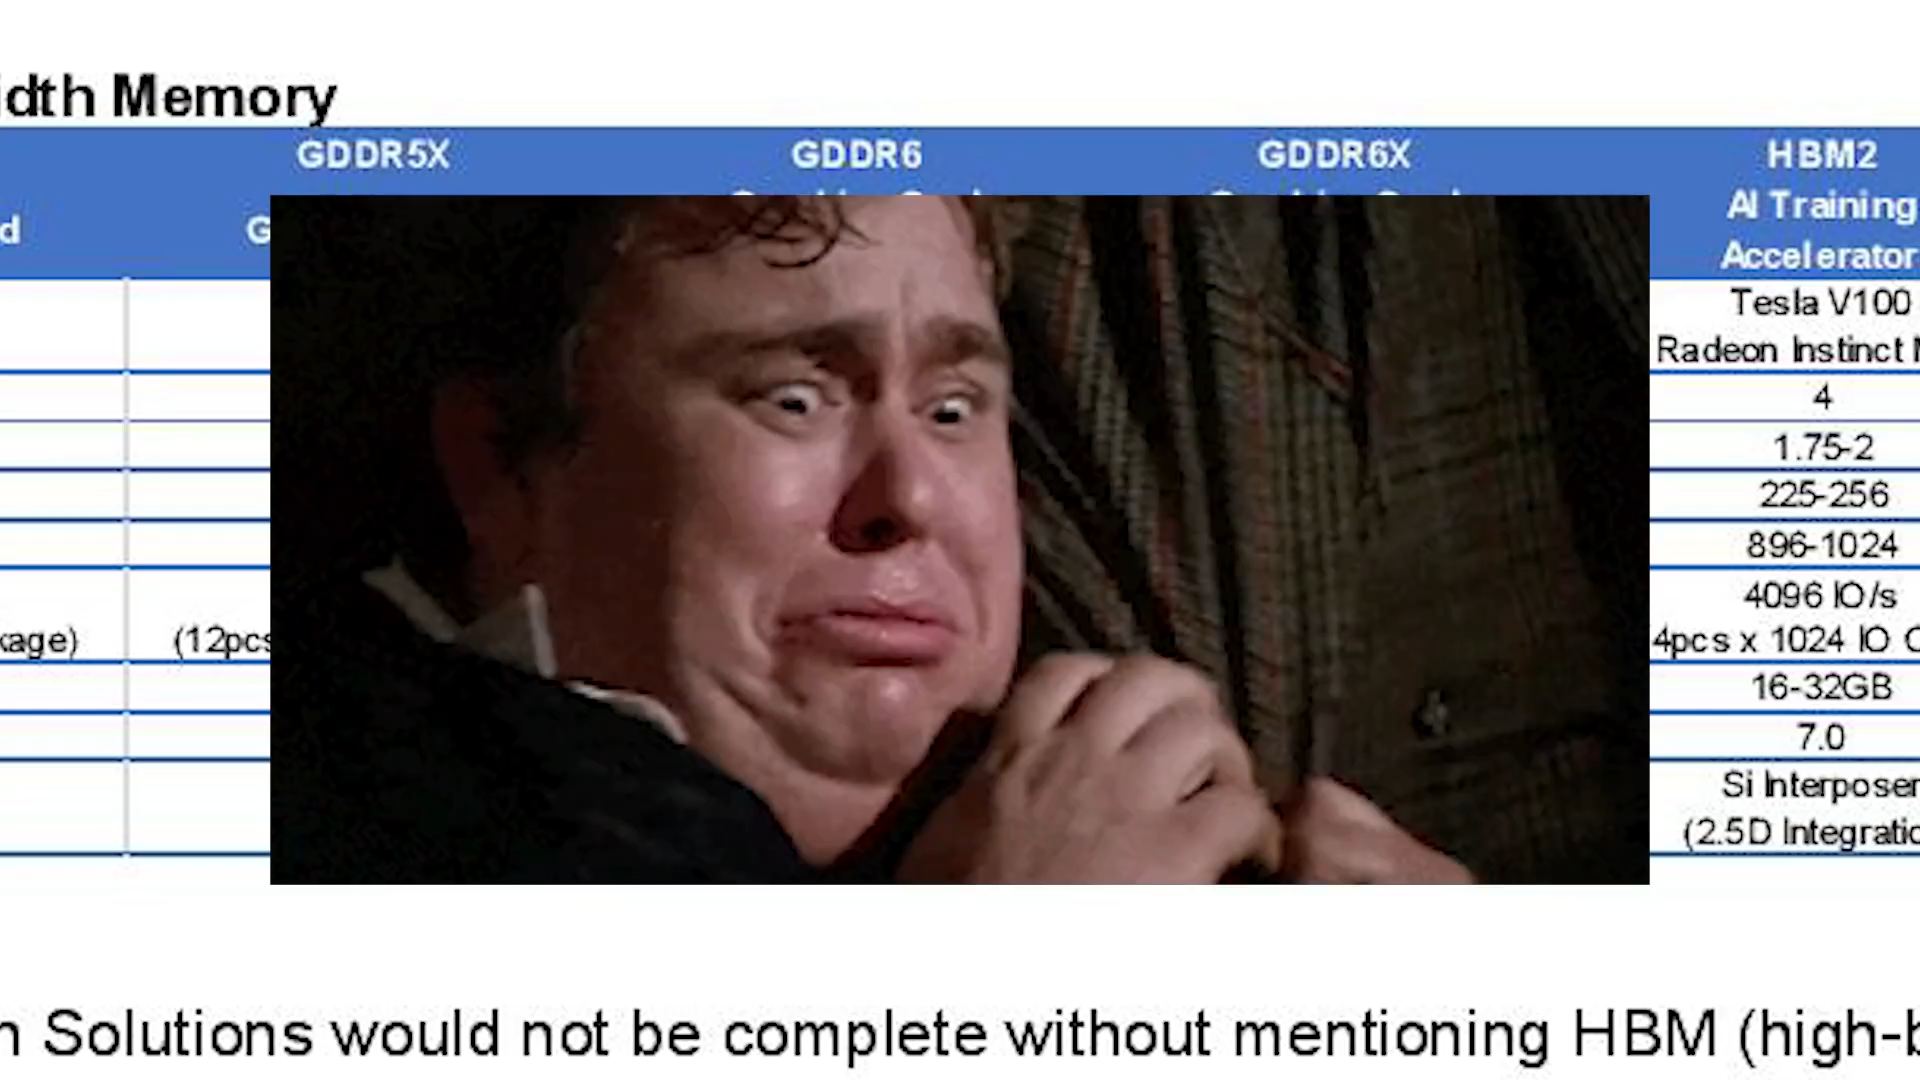 idth Memory
GDDR5X GDDR6 GDDR6X HBM2
AI Training
d G
Accelerator
Tesla V100
Radeon Instinct
4
1.75-2
225-256
896-1024
4096 IO/s
kage) (12pcs 4pcs x 1024 IO
16-32GB
7.0
Si Interposer
(2.5D Integratio
n Solutions would not be complete without mentioning HBM (high-b